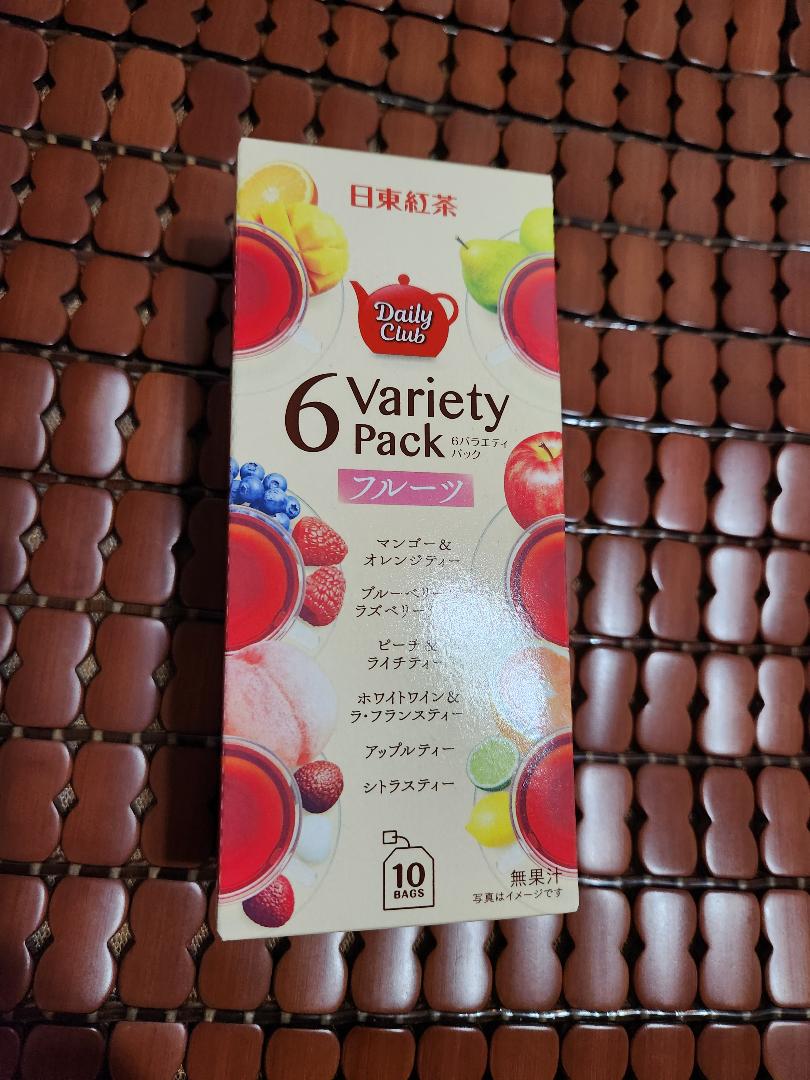 日東紅茶
Daily
Club
6 Variety
Pack 6バラエティ
パック
フルーツ
マンゴー&
オレンジティー
ブルーベリー
ラズベリー
ピーチ &
ライチティー
ホワイトワイン&
ラ・フランスティー
アップルティー
シトラスティー
10
BAGS
無果汁
写真はイメージです